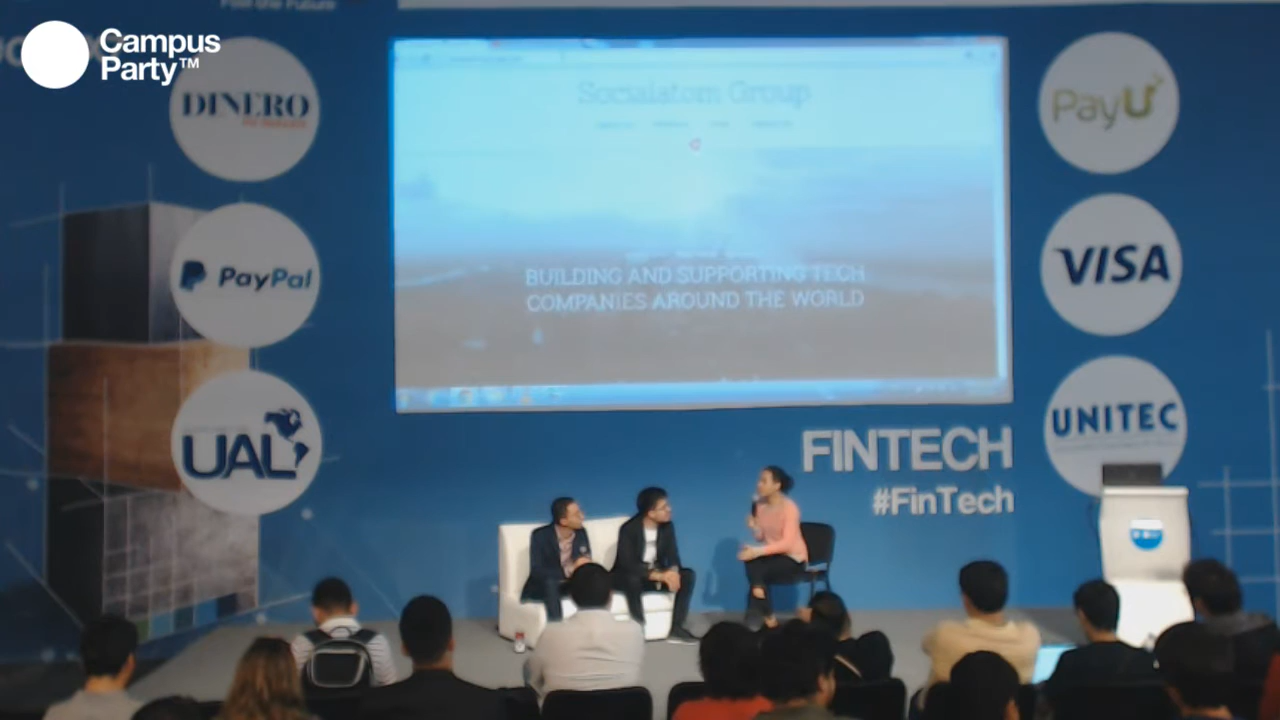 Campus
Party™
DINERO
PayPal
UAL
Socialatom Group
BUILDING AND SUPPORTING TECH
COMPANIES AROUND THE WORLD
PayU
VISA
UNITEC
FINTECH
#FinTech